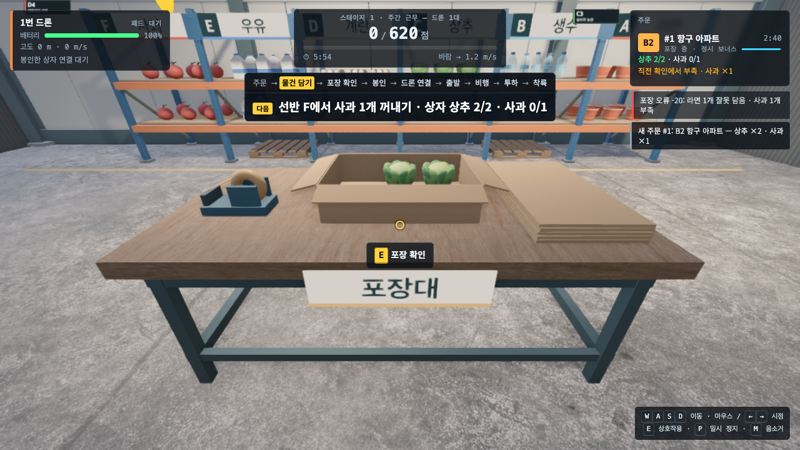 D4
1번 드론
패드 대기
배터리
100%
고도 0 m · 0 m/s
봉인한 상자 연결 대기
E
우유
스테이지 1 · 주간 근무 — 드론 1대
0 / 620 점
5:54
바람 → 1.2 m/s
B
생수
C3
A
주문
B2
#1 항구 아파트
2:40
포장 중 · 정시 보너스
상추 2/2 · 사과 0/1
직전 확인에서 부족 · 사과 ×1
포장 오류 -20: 라면 1개 잘못 담음 · 사과 1개 부족
새 주문 #1: B2 항구 아파트 — 상추 ×2 · 사과 ×1
주문 → 물건 담기 → 포장 확인 → 봉인 → 드론 연결 → 출발 → 비행 → 투하 → 착륙
다음 선반 F에서 사과 1개 꺼내기 · 상자 상추 2/2 · 사과 0/1
E 포장 확인
포장대
W A S D 이동 · 마우스 / ← → 시점
E 상호작용 · P 일시 정지 · M 음소거